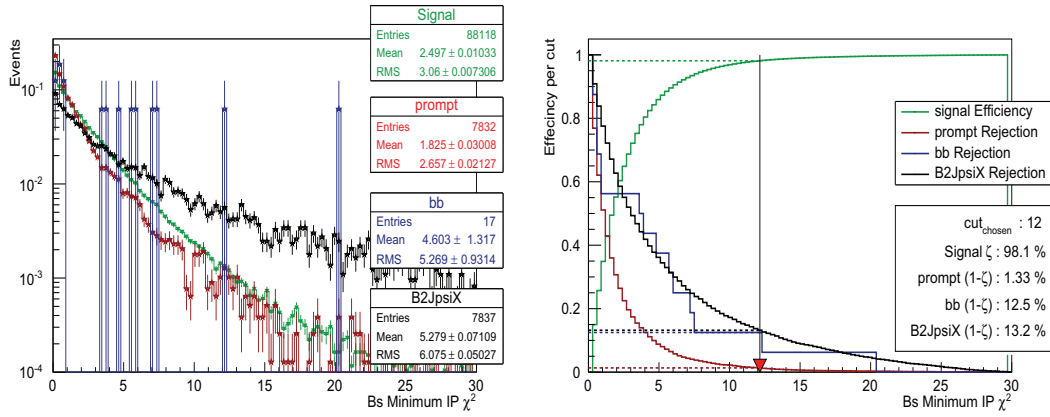 Signal
Entries 88118
Mean 2.497 ± 0.01033
RMS 3.06 ± 0.007306
prompt
Entries 7832
Mean 1.825 ± 0.03008
RMS 2.657 ± 0.02127
bb
Entries 17
Mean 4.603 ± 1.317
RMS 5.269 ± 0.9314
B2JpsiX
Entries 7837
Mean 5.279 ± 0.07109
RMS 6.075 ± 0.05027
Events
10⁻¹
10⁻²
10⁻³
10⁻⁴
0 5 10 15 20 25 30
Bs Minimum IP χ²
Effeciency per cut
1
0.8
0.6
0.4
0.2
0
0 5 10 15 20 25 30
Bs Minimum IP χ²
signal Efficiency
prompt Rejection
bb Rejection
B2JpsiX Rejection
cut_chosen : 12
Signal ζ : 98.1 %
prompt (1-ζ) : 1.33 %
bb (1-ζ) : 12.5 %
B2JpsiX (1-ζ) : 13.2 %